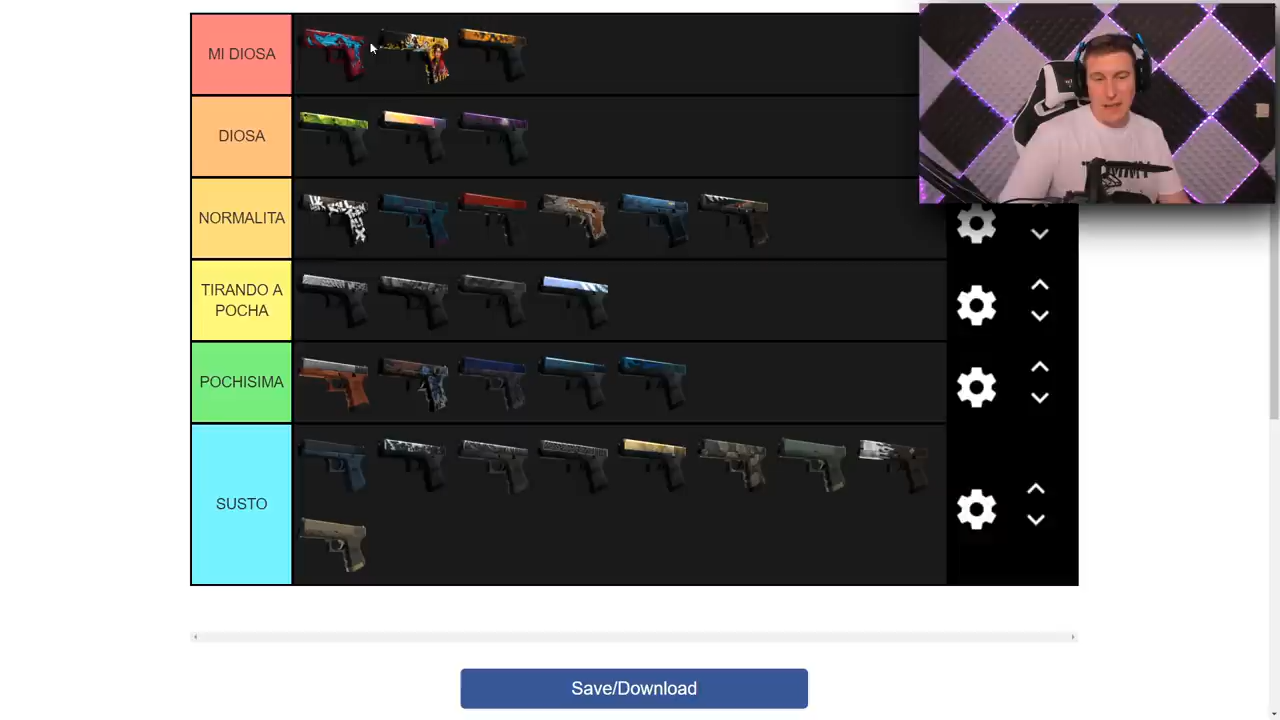 MI DIOSA
DIOSA
NORMALITA
TIRANDO A
POCHA
POCHISIMA
SUSTO
Save/Download